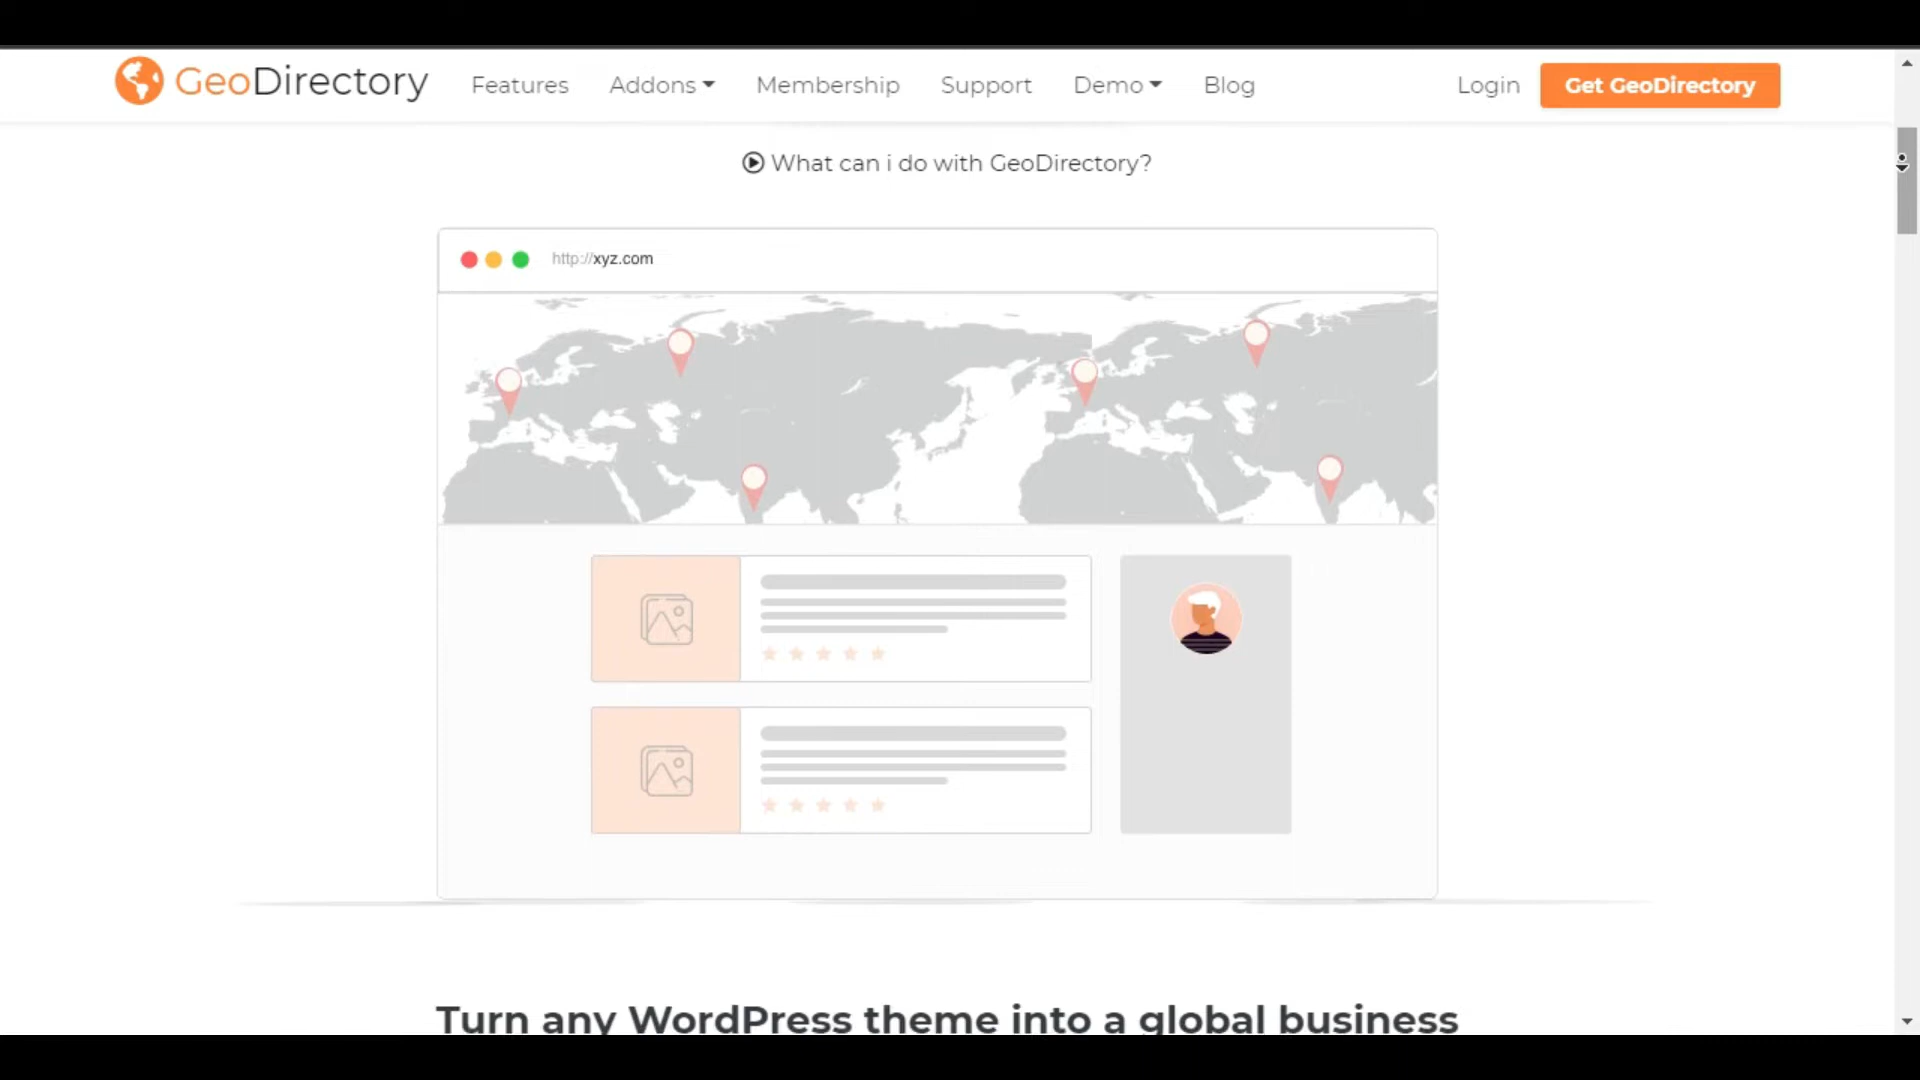 GeoDirectory Features Addons Membership Support Demo Blog Login Get GeoDirectory
What can i do with GeoDirectory?
http://xyz.com
Turn any WordPress theme into a global business